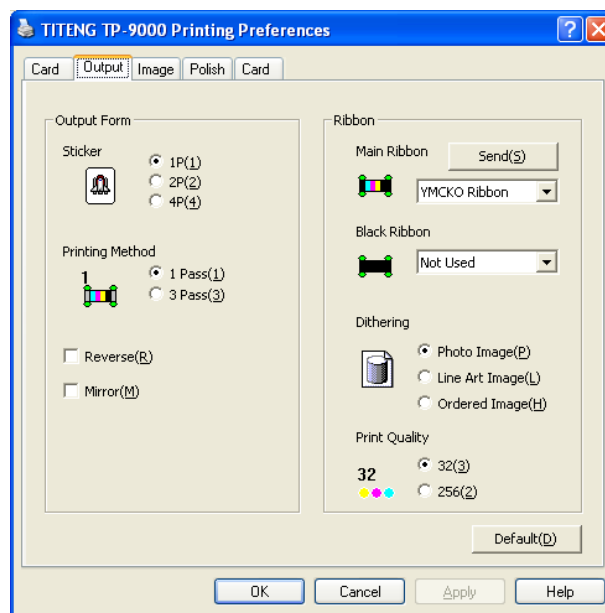 TITENG TP-9000 Printing Preferences
Card Output Image Polish Card
Output Form
Sticker
1P(1)
2P(2)
4P(4)
Printing Method
1
1 Pass(1)
3 Pass(3)
Reverse(R)
Mirror(M)
Ribbon
Main Ribbon
Send(S)
YMCKO Ribbon
Black Ribbon
Not Used
Dithering
Photo Image(P)
Line Art Image(L)
Ordered Image(H)
Print Quality
32
32(3)
256(2)
Default(D)
OK Cancel Apply Help